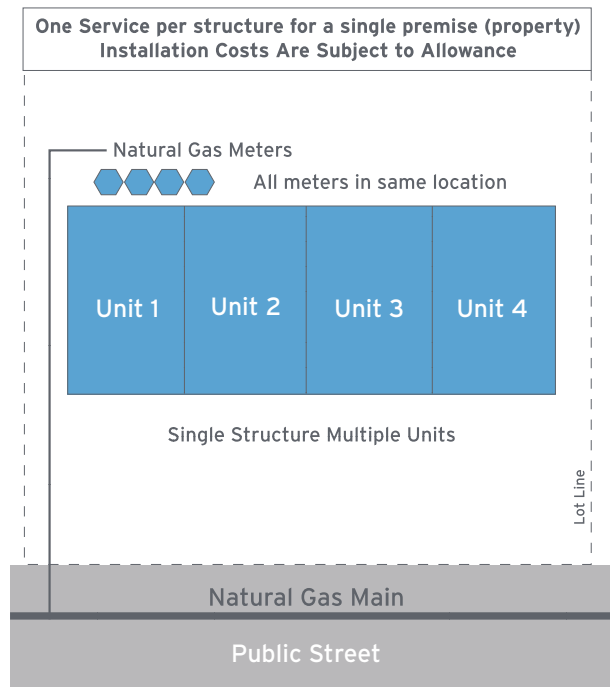 One Service per structure for a single premise (property)
Installation Costs Are Subject to Allowance
Natural Gas Meters
All meters in same location
Unit 1
Unit 2
Unit 3
Unit 4
Single Structure Multiple Units
Lot Line
Natural Gas Main
Public Street